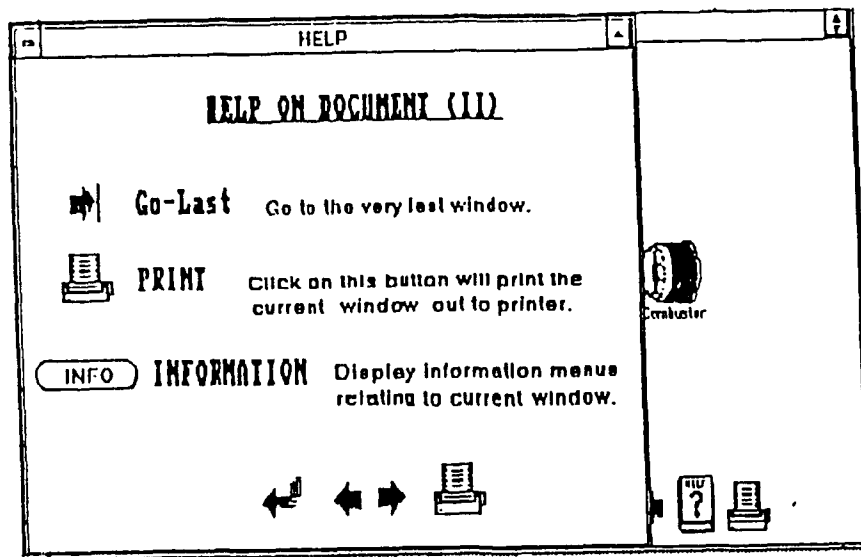 HELP
HELP ON DOCUMENT (II)
Go-Last Go to the very last window.
PRINT Click on this button will print the
current window out to printer.
INFO INFORMATION Display information menus
relating to current window.
Combustor
?